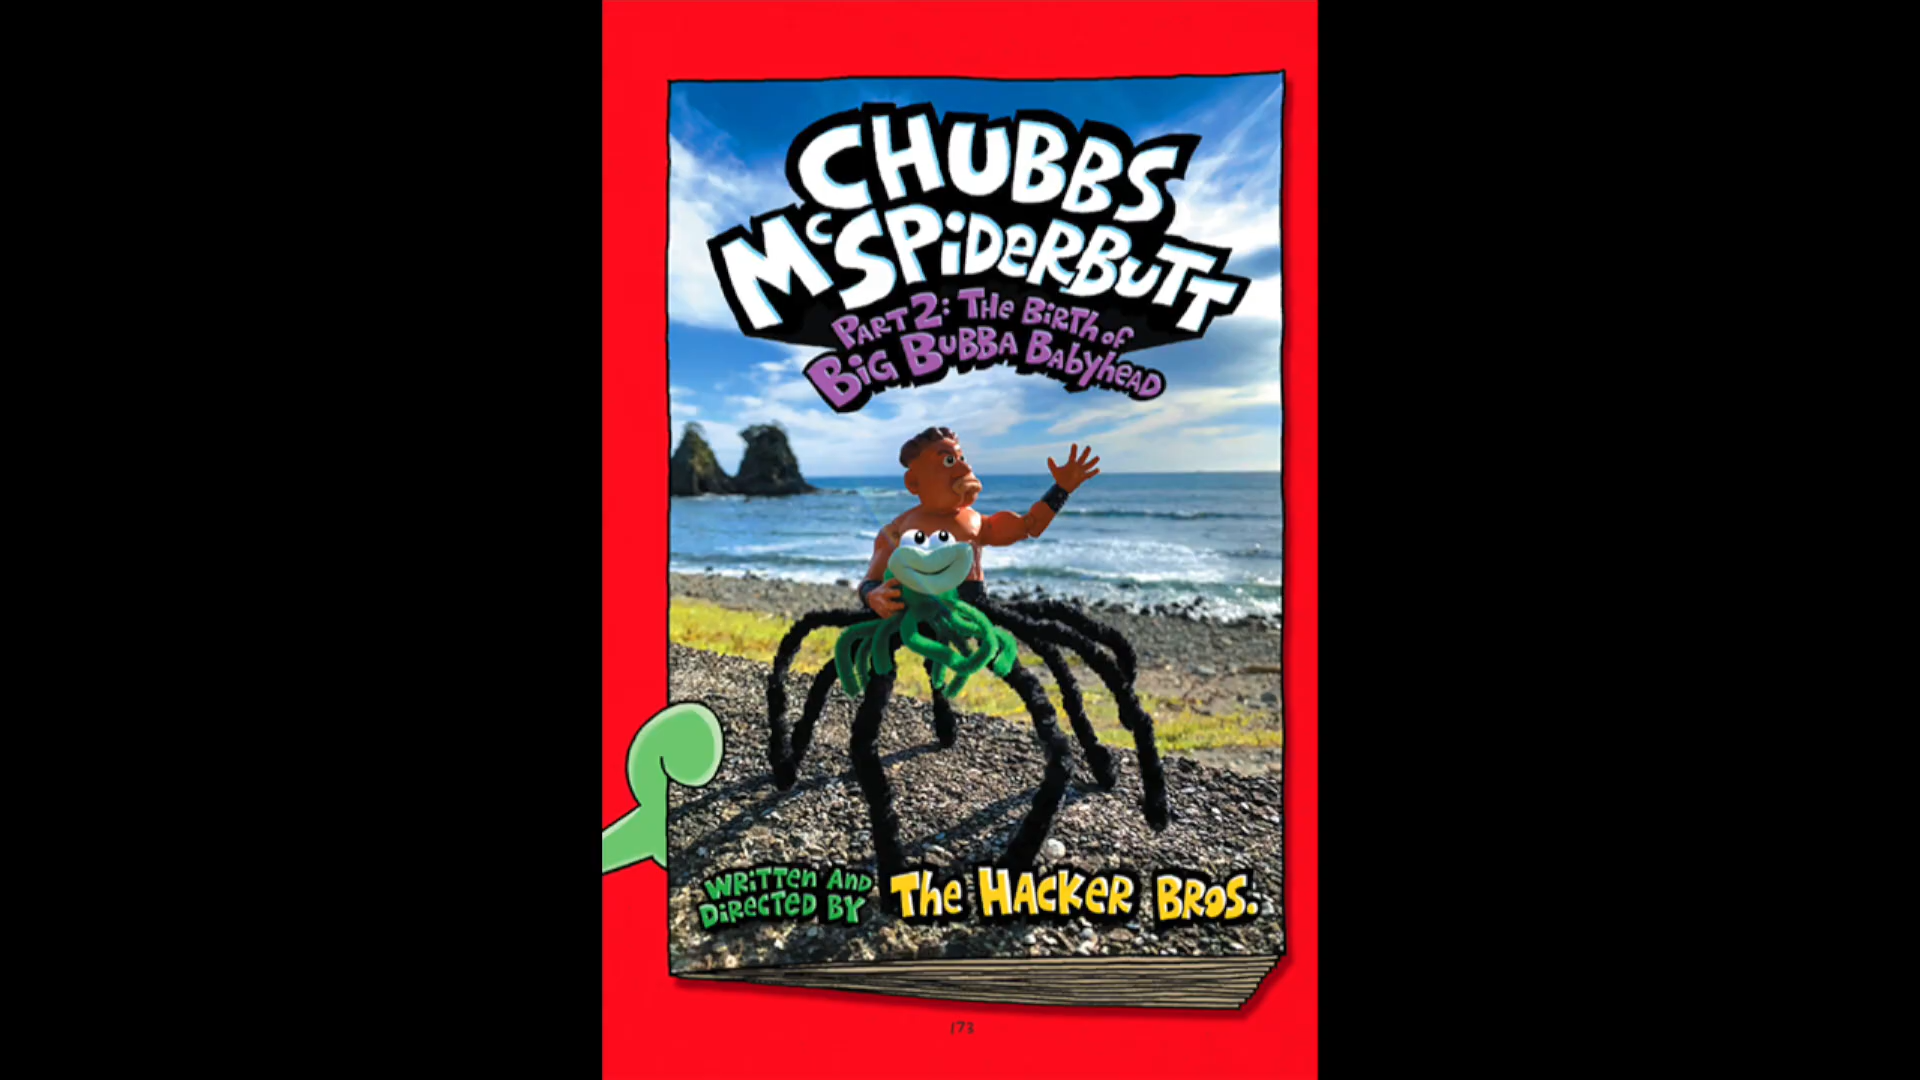 CHUBBS
McSPiDeRBuTT
PART 2: THe BiRTh oF
BiG BuBBA BAbyheAD
WRiTTen AnD
DiRecTeD BY
The HAcKeR BRos.
173